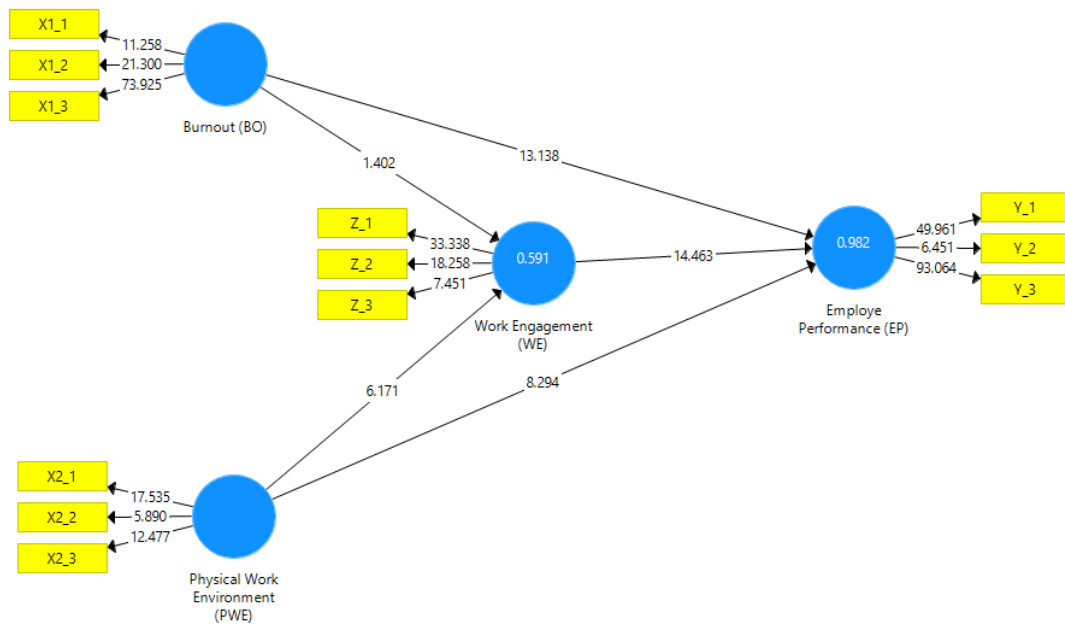 X1_1
11.258
X1_2
21.300
X1_3
73.925
Burnout (BO)
1.402
13.138
Z_1
33.338
Z_2
18.258
Z_3
7.451
0.591
Work Engagement
(WE)
14.463
0.982
Employe
Performance (EP)
Y_1
49.961
Y_2
6.451
Y_3
93.064
6.171
8.294
X2_1
17.535
X2_2
5.890
X2_3
12.477
Physical Work
Environment
(PWE)